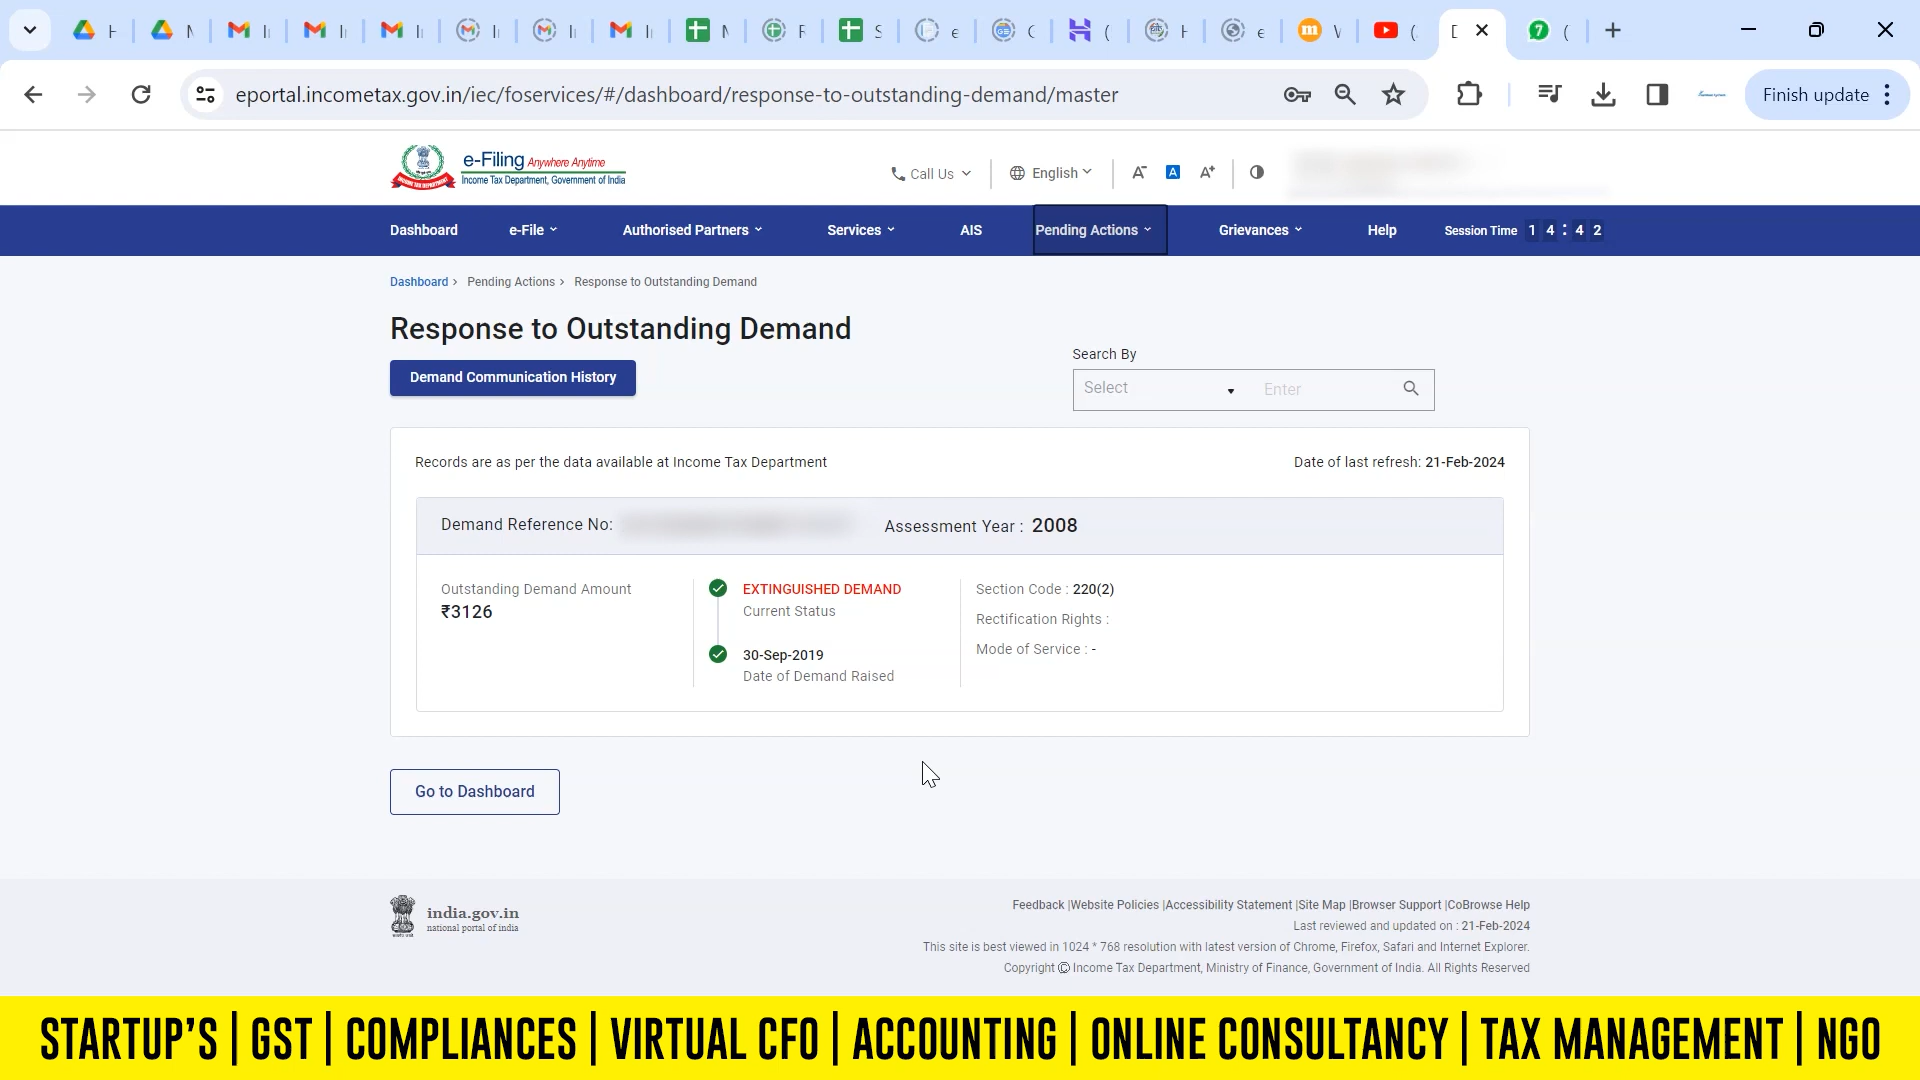 eportal.incometax.gov.in/iec/foservices/#/dashboard/response-to-outstanding-demand/master
Finish update
e-Filing Anywhere Anytime
Income Tax Department, Government of India
INCOME TAX DEPARTMENT
Call Us
English
A-
A
A+
Dashboard
e-File
Authorised Partners
Services
AIS
Pending Actions
Grievances
Help
Session Time 1 4 : 4 2
Dashboard > Pending Actions > Response to Outstanding Demand
Response to Outstanding Demand
Demand Communication History
Search By
Select
Enter
Records are as per the data available at Income Tax Department
Date of last refresh: 21-Feb-2024
Demand Reference No:
Assessment Year : 2008
Outstanding Demand Amount
₹3126
EXTINGUISHED DEMAND
Current Status
30-Sep-2019
Date of Demand Raised
Section Code : 220(2)
Rectification Rights :
Mode of Service : -
Go to Dashboard
india.gov.in
national portal of india
Feedback |Website Policies |Accessibility Statement |Site Map |Browser Support |CoBrowse Help
Last reviewed and updated on : 21-Feb-2024
This site is best viewed in 1024 * 768 resolution with latest version of Chrome, Firefox, Safari and Internet Explorer.
Copyright © Income Tax Department, Ministry of Finance, Government of India. All Rights Reserved
STARTUP'S | GST | COMPLIANCES | VIRTUAL CFO | ACCOUNTING | ONLINE CONSULTANCY | TAX MANAGEMENT | NGO